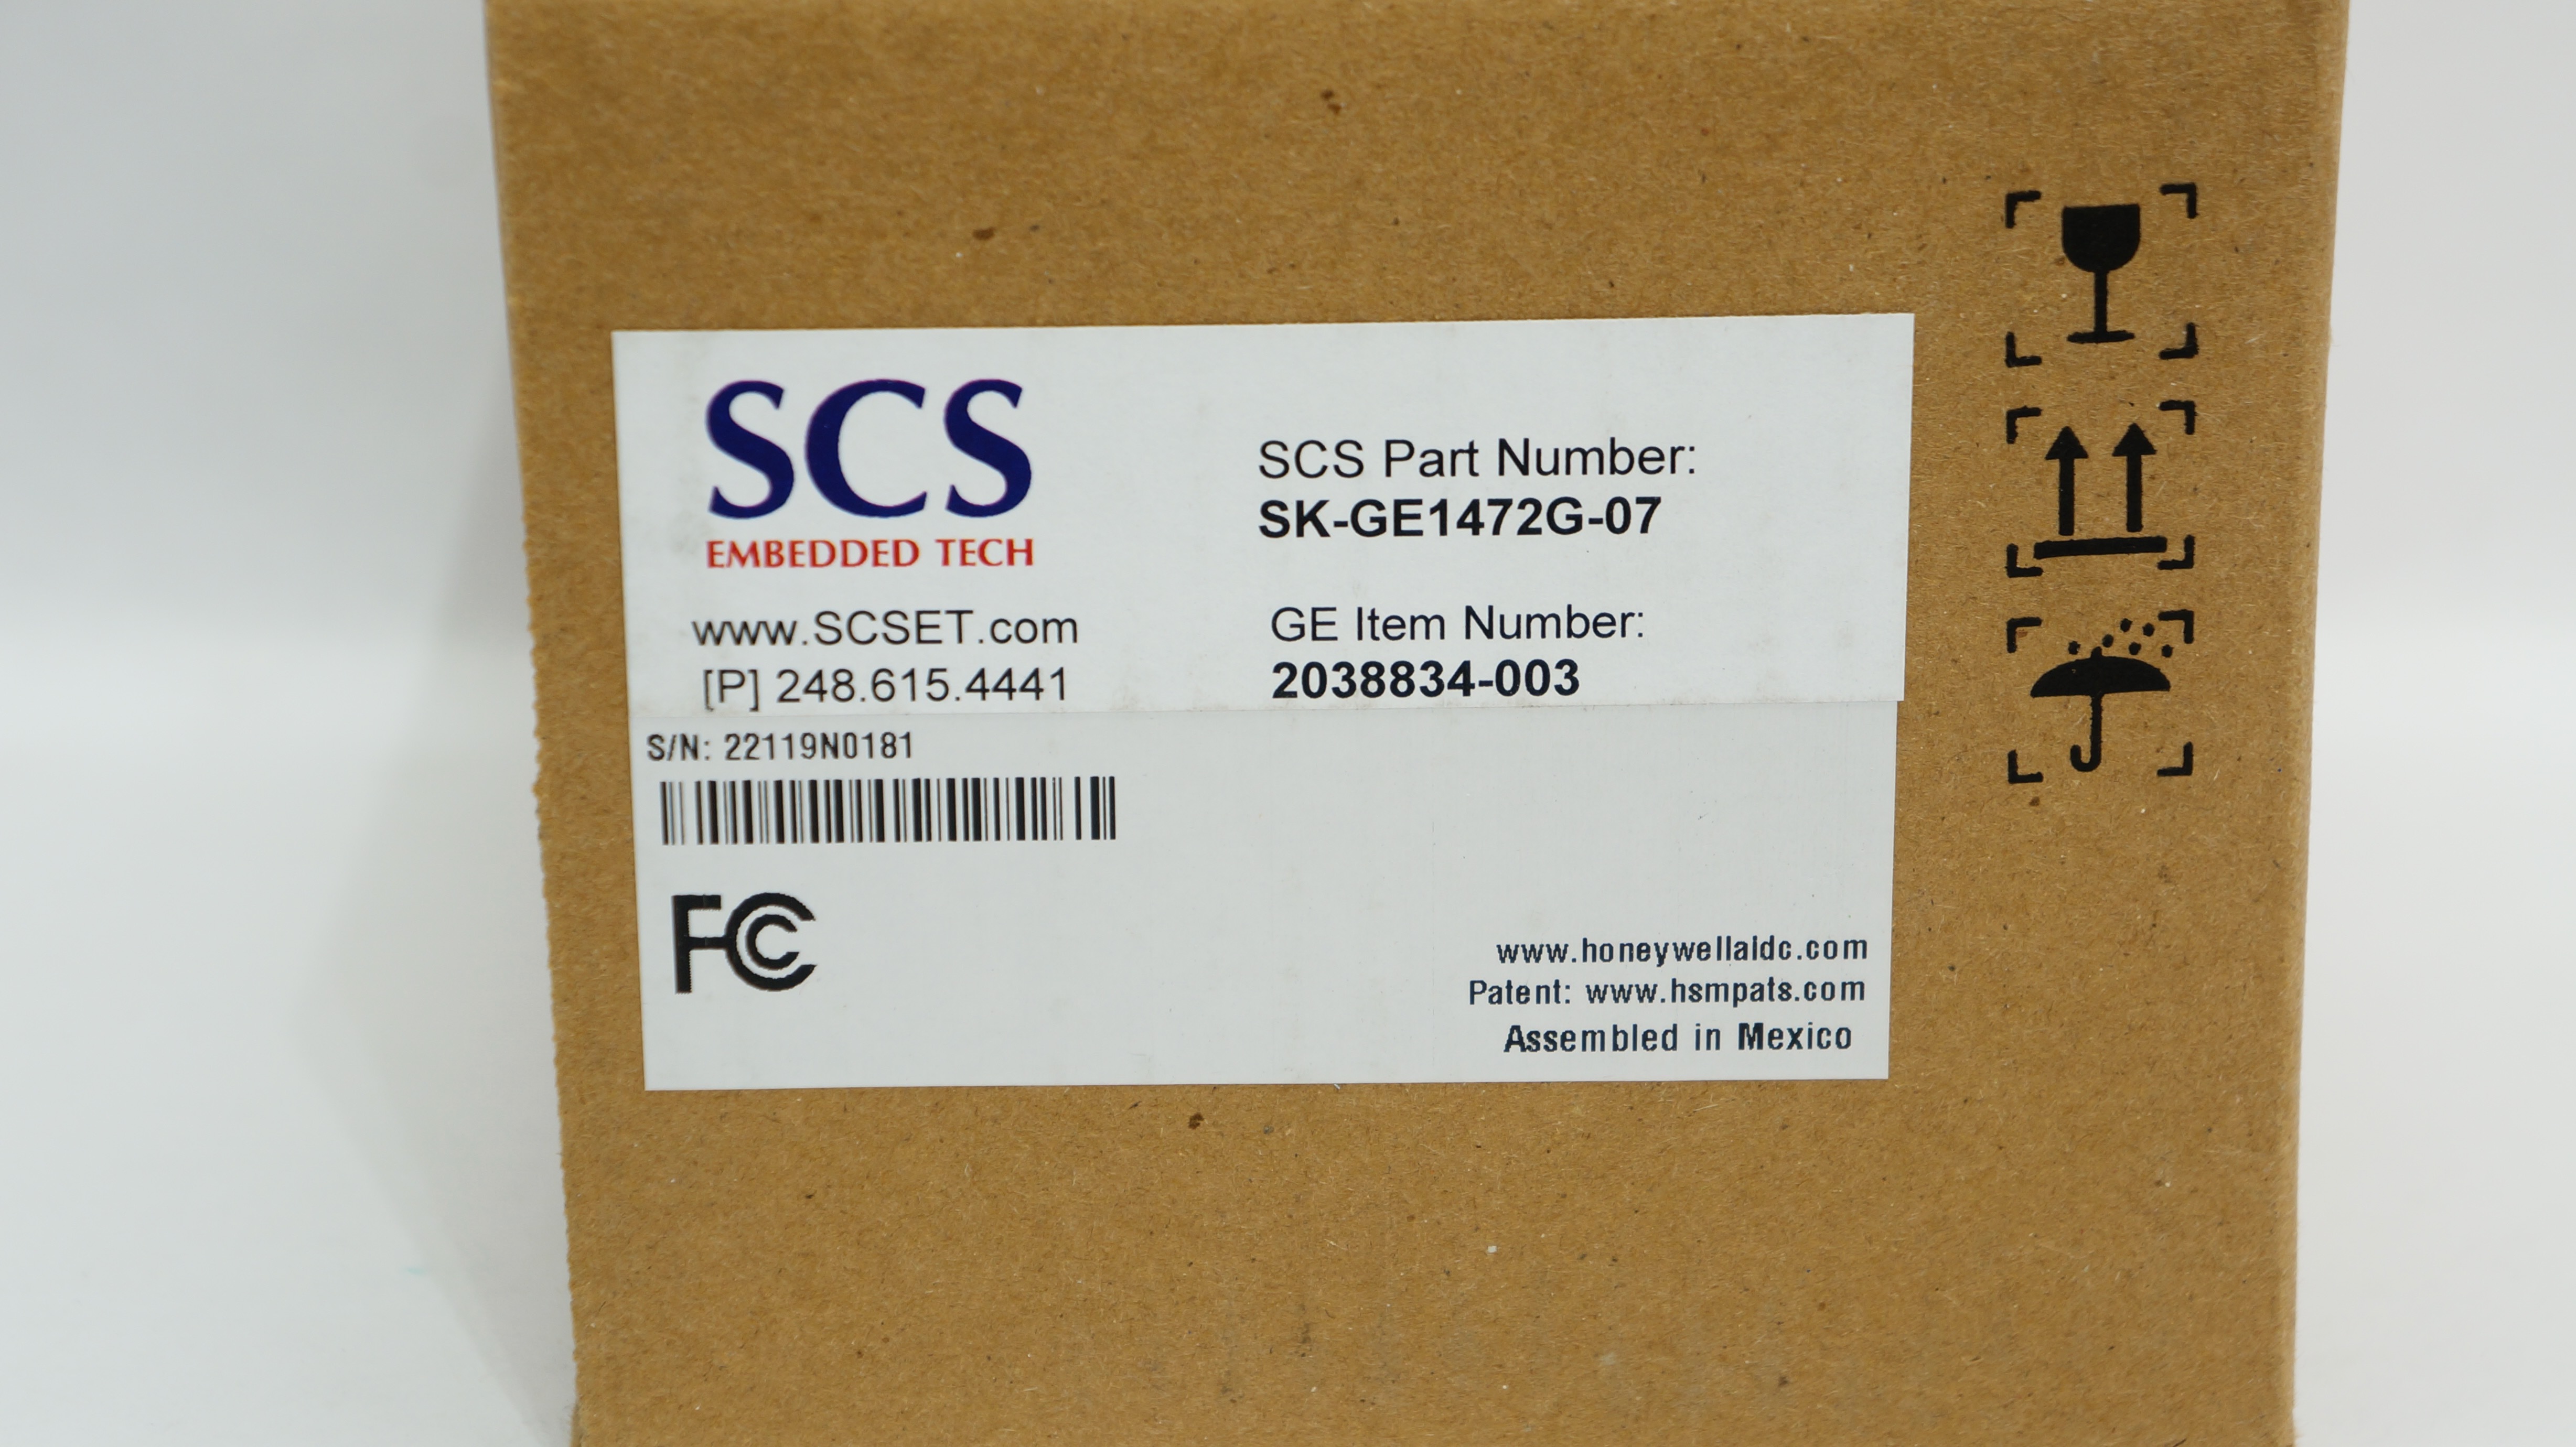 SCS
EMBEDDED TECH
www.SCSET.com
[P] 248.615.4441
SCS Part Number:
SK-GE1472G-07
GE Item Number:
2038834-003
S/N: 22119N0181
FC
www.honeywellaidc.com
Patent: www.hsmpats.com
Assembled in Mexico